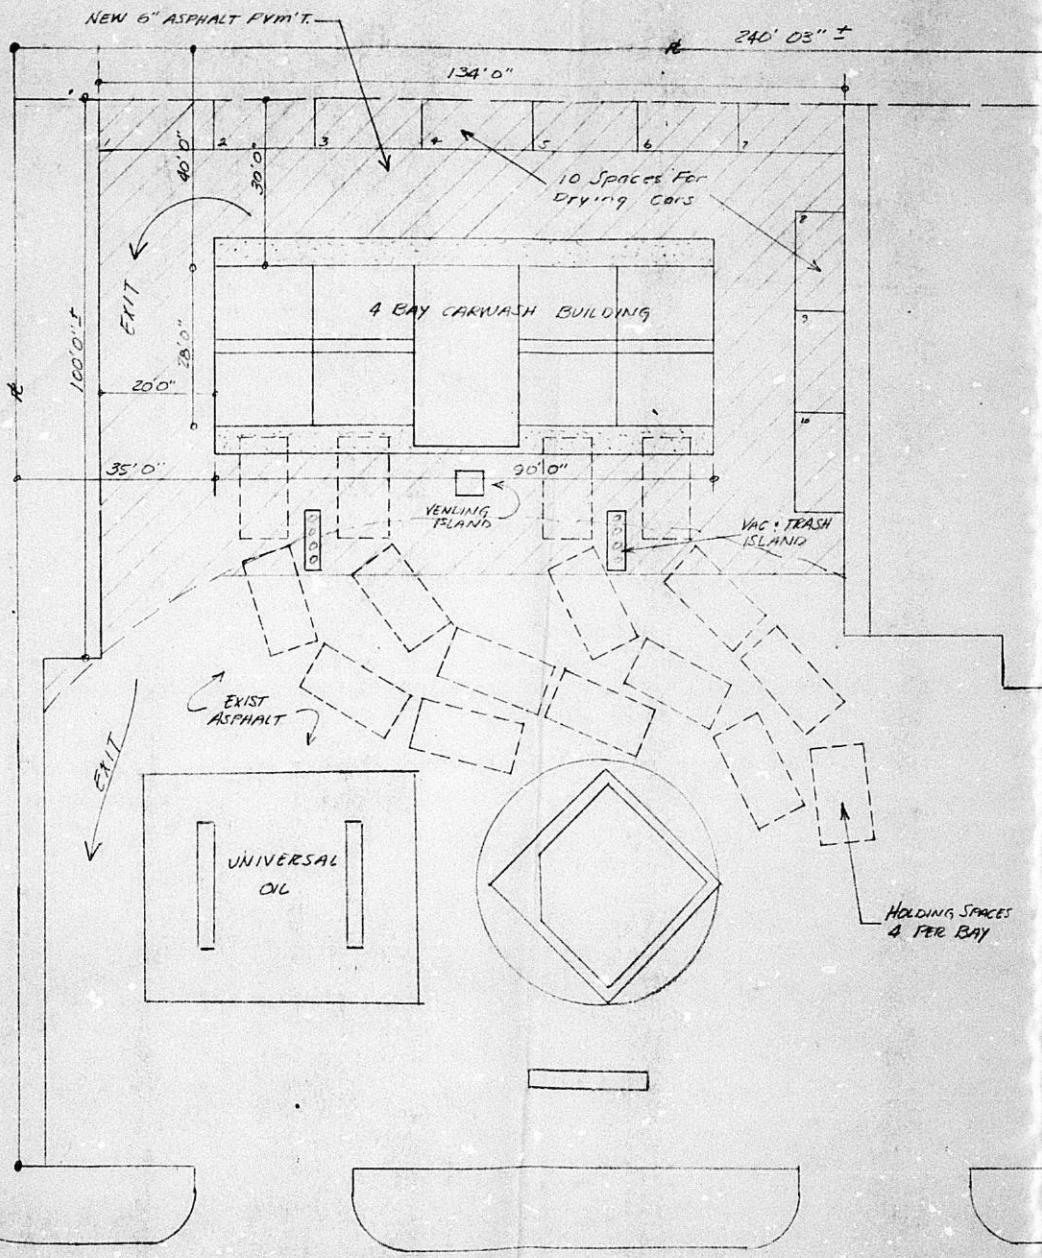 NEW 6" ASPHALT PVM'T.
240' 03" ±
PL
134'0"
1
2
3
4
5
6
7
40'0"
30'0"
10 Spaces For
Drying Cars
8
EXIT
4 BAY CARWASH BUILDING
9
100'0" ±
28'0"
PL
20'0"
10
35'0"
90'0"
VENDING
ISLAND
VAC & TRASH
ISLAND
EXIST
ASPHALT
EXIT
UNIVERSAL
OIL
HOLDING SPACES
4 PER BAY